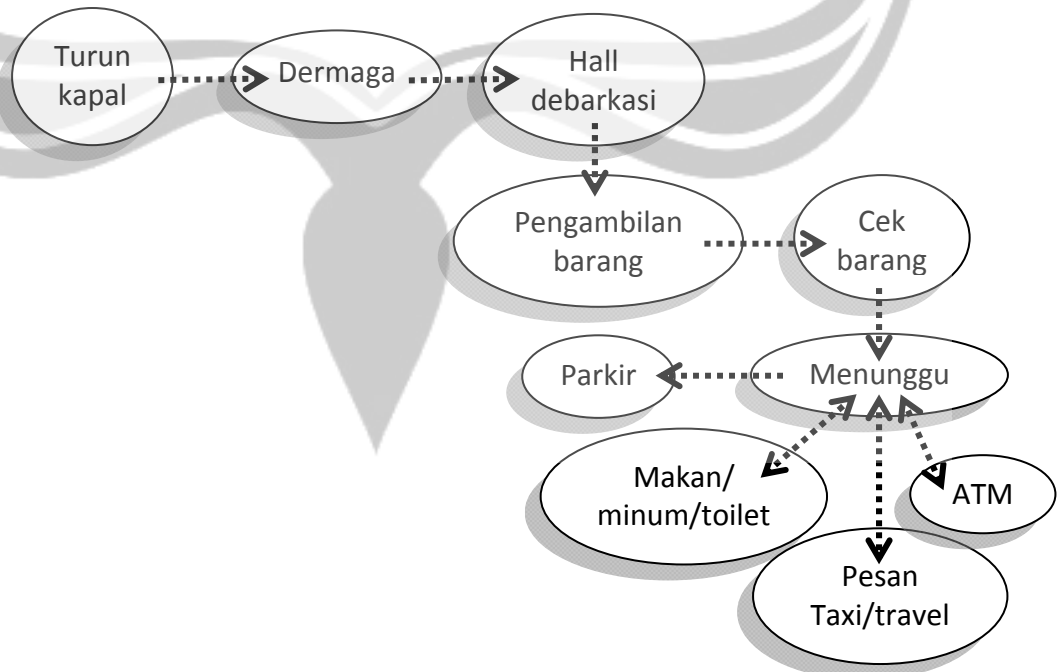 Turun
kapal
Dermaga
Hall
debarkasi
Pengambilan
barang
Cek
barang
Parkir
Menunggu
Makan/
minum/toilet
ATM
Pesan
Taxi/travel